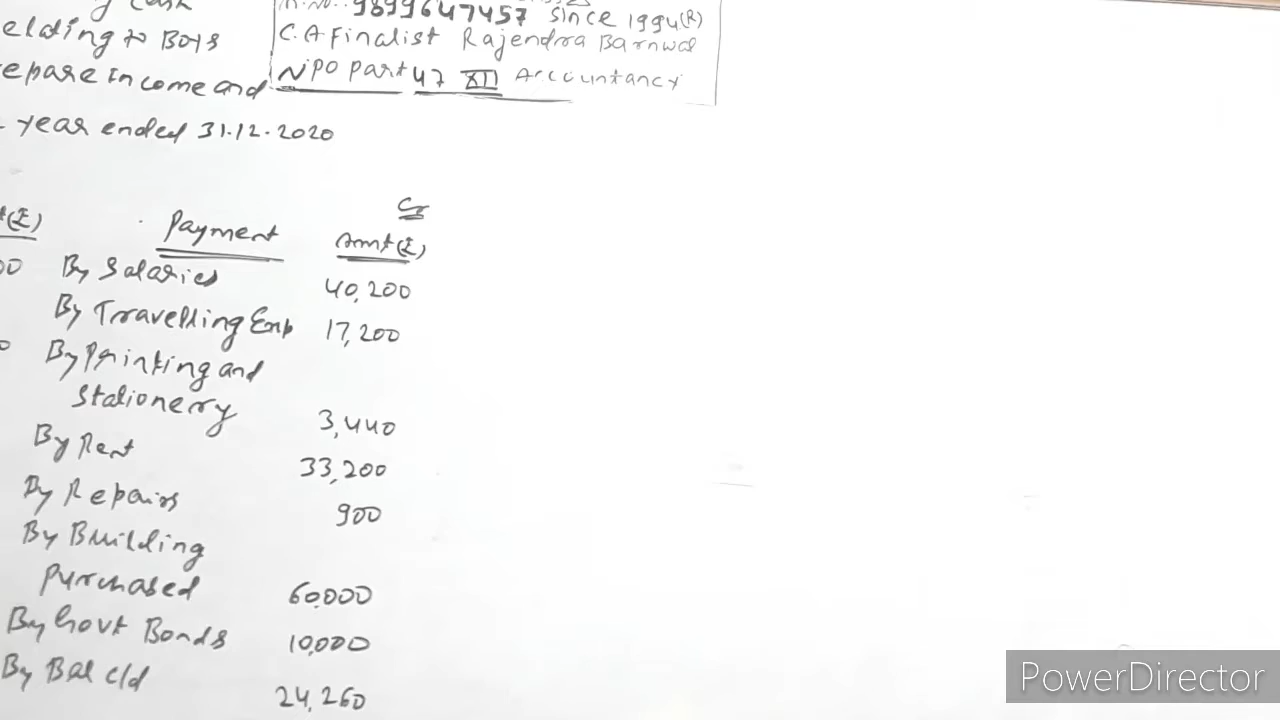 elding to Boys
9899647457 Since 1994(R)
C.A Finalist Rajendra Barnwal
NPO Part 47 XII Accountancy
epare Income and
year ended 31.12.2020
Cr
Payment Amt(₹)
By Salaries 40,200
By Travelling Exp 17,200
By Printing and
Stationery 3,440
By Rent 33,200
By Repairs 900
By Building
Purchased 60,000
By Govt Bonds 10,000
By Bal c/d 24,260
PowerDirector